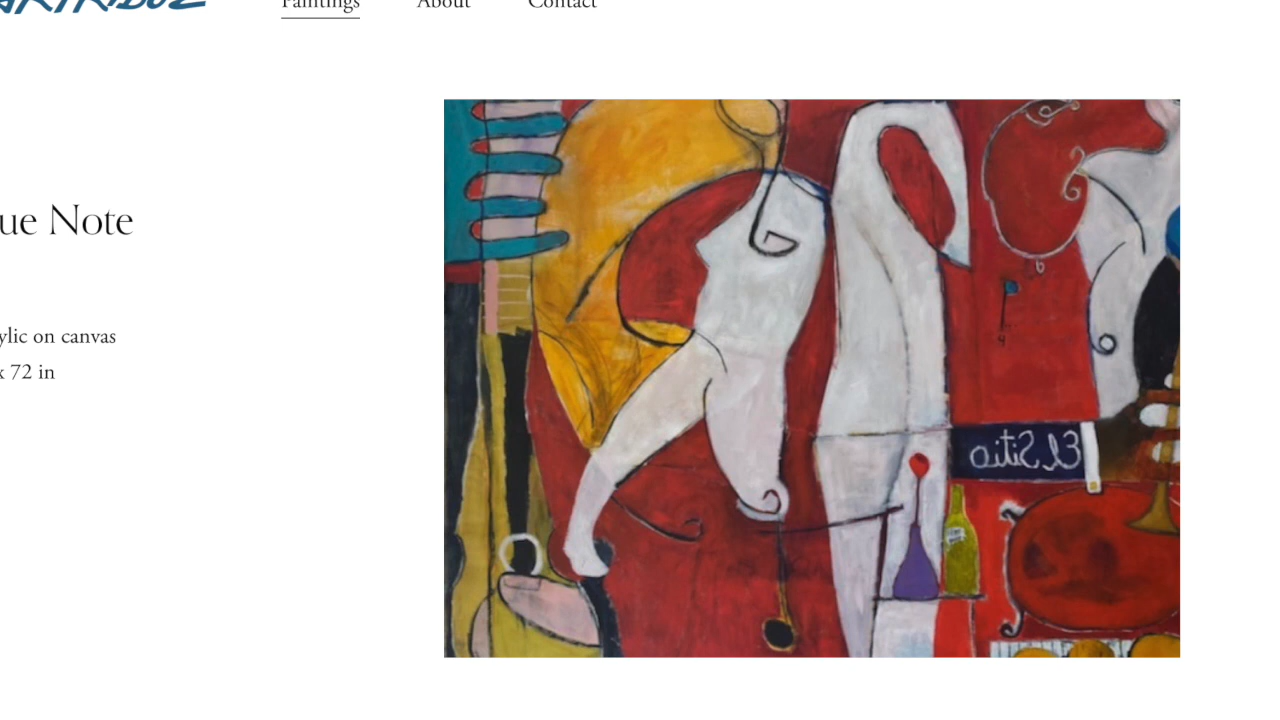 Paintings About Contact
ue Note
ylic on canvas
x 72 in
El Sitio